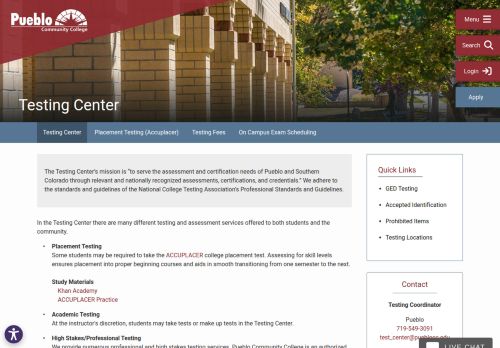 Pueblo
Community College
Menu
Search
Login
Apply
Testing Center
Testing Center
Placement Testing (Accuplacer)
Testing Fees
On Campus Exam Scheduling
The Testing Center's mission is "to serve the assessment and certification needs of Pueblo and Southern
Colorado through relevant and nationally recognized assessments, certifications, and credentials." We adhere to
the standards and guidelines of the National College Testing Association's Professional Standards and Guidelines.
In the Testing Center there are many different testing and assessment services offered to both students and the
community.
• Placement Testing
Some students may be required to take the ACCUPLACER college placement test. Assessing for skill levels
ensures placement into proper beginning courses and aids in smooth transitioning from one semester to the next.
Study Materials
Khan Academy
ACCUPLACER Practice
• Academic Testing
At the instructor's discretion, students may take tests or make up tests in the Testing Center.
• High Stakes/Professional Testing
We provide numerous professional and high stakes testing services. Pueblo Community College is an authorized
Quick Links
• GED Testing
• Accepted Identification
• Prohibited Items
• Testing Locations
Contact
Testing Coordinator
Pueblo
719-549-3091
LIVE CHAT